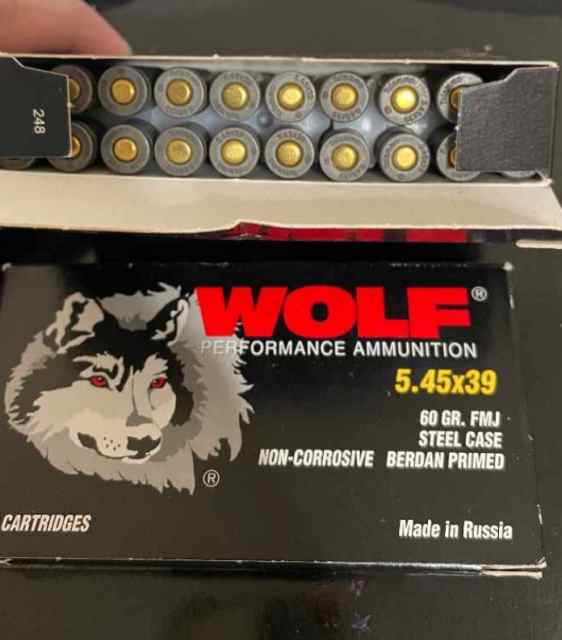 248
WOLF®
PERFORMANCE AMMUNITION
5.45x39
60 GR. FMJ
STEEL CASE
NON-CORROSIVE BERDAN PRIMED
®
CARTRIDGES
Made in Russia